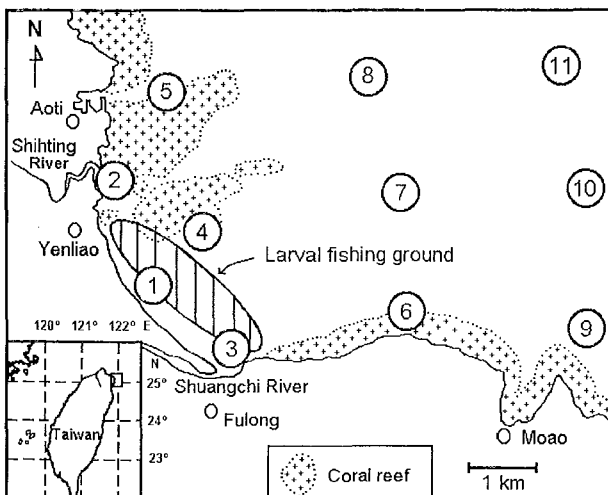 N
11
8
5
Aoti
Shihting
River
2
10
7
4
Yenliao
Larval fishing ground
1
6
9
3
120° 121° 122° E
N
25°
24°
23°
Taiwan
Shuangchi River
Fulong
Moao
Coral reef
1 km